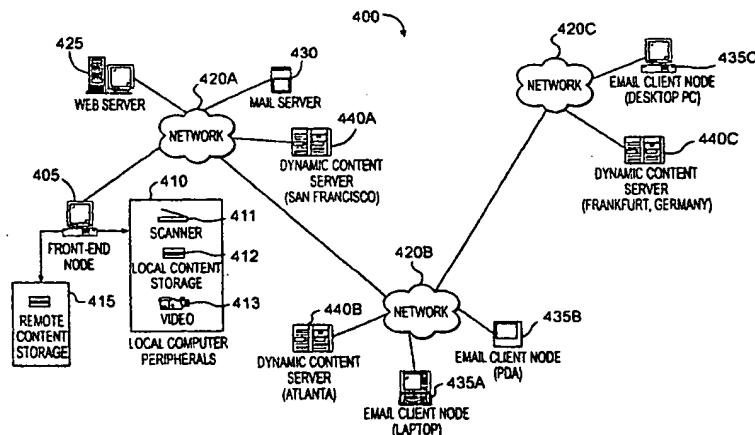 400
425
WEB SERVER
420A
430
MAIL SERVER
NETWORK
440A
DYNAMIC CONTENT
SERVER
(SAN FRANCISCO)
420C
NETWORK
435C
EMAIL CLIENT NODE
(DESKTOP PC)
440C
DYNAMIC CONTENT
SERVER
(FRANKFURT, GERMANY)
405
FRONT-END
NODE
410
411
SCANNER
412
LOCAL CONTENT
STORAGE
413
VIDEO
LOCAL COMPUTER
PERIPHERALS
415
REMOTE
CONTENT
STORAGE
420B
NETWORK
440B
DYNAMIC CONTENT
SERVER
(ATLANTA)
435B
EMAIL CLIENT NODE
(PDA)
435A
EMAIL CLIENT NODE
(LAPTOP)